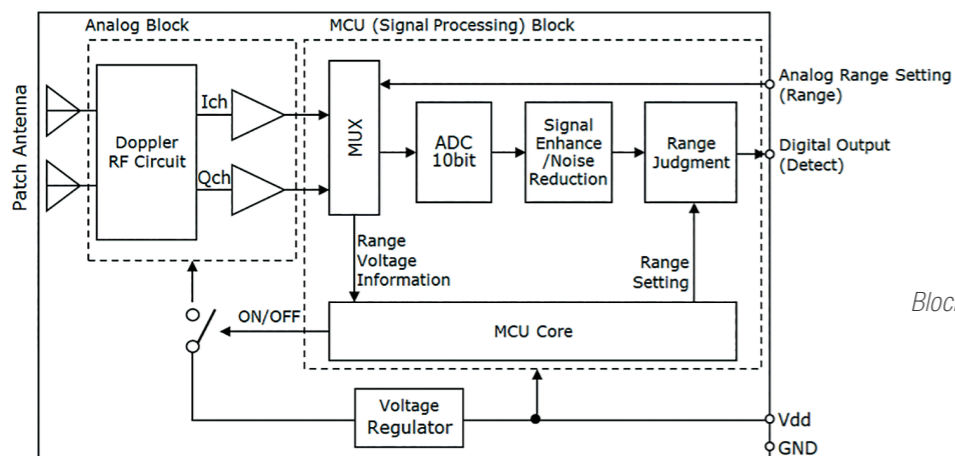 Analog Block
MCU (Signal Processing) Block
Patch Antenna
Doppler
RF Circuit
Ich
Qch
MUX
ADC
10bit
Signal
Enhance
/Noise
Reduction
Range
Judgment
Analog Range Setting
(Range)
Digital Output
(Detect)
Range
Voltage
Information
Range
Setting
ON/OFF
MCU Core
Voltage
Regulator
Vdd
GND